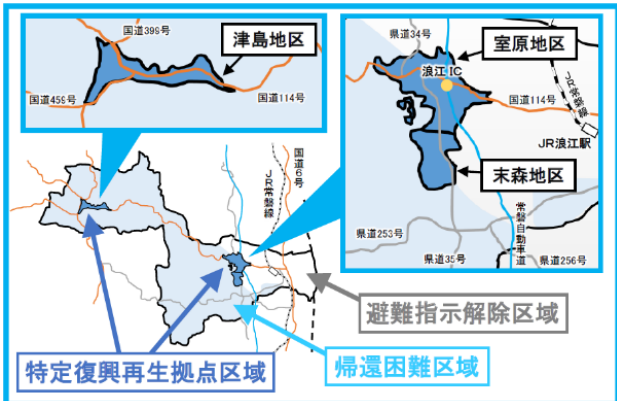 国道399号
津島地区
国道459号
国道114号
県道34号
室原地区
浪江 IC
国道114号
JR常磐線
JR浪江駅
末森地区
県道253号
県道35号
常磐自動車道
県道256号
JR常磐線
国道6号
避難指示解除区域
特定復興再生拠点区域
帰還困難区域